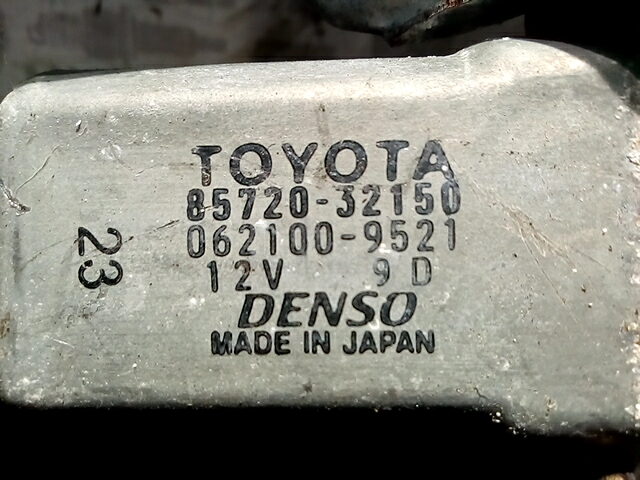 TOYOTA
85720-32150
062100-9521
12V 9D
DENSO
MADE IN JAPAN
23